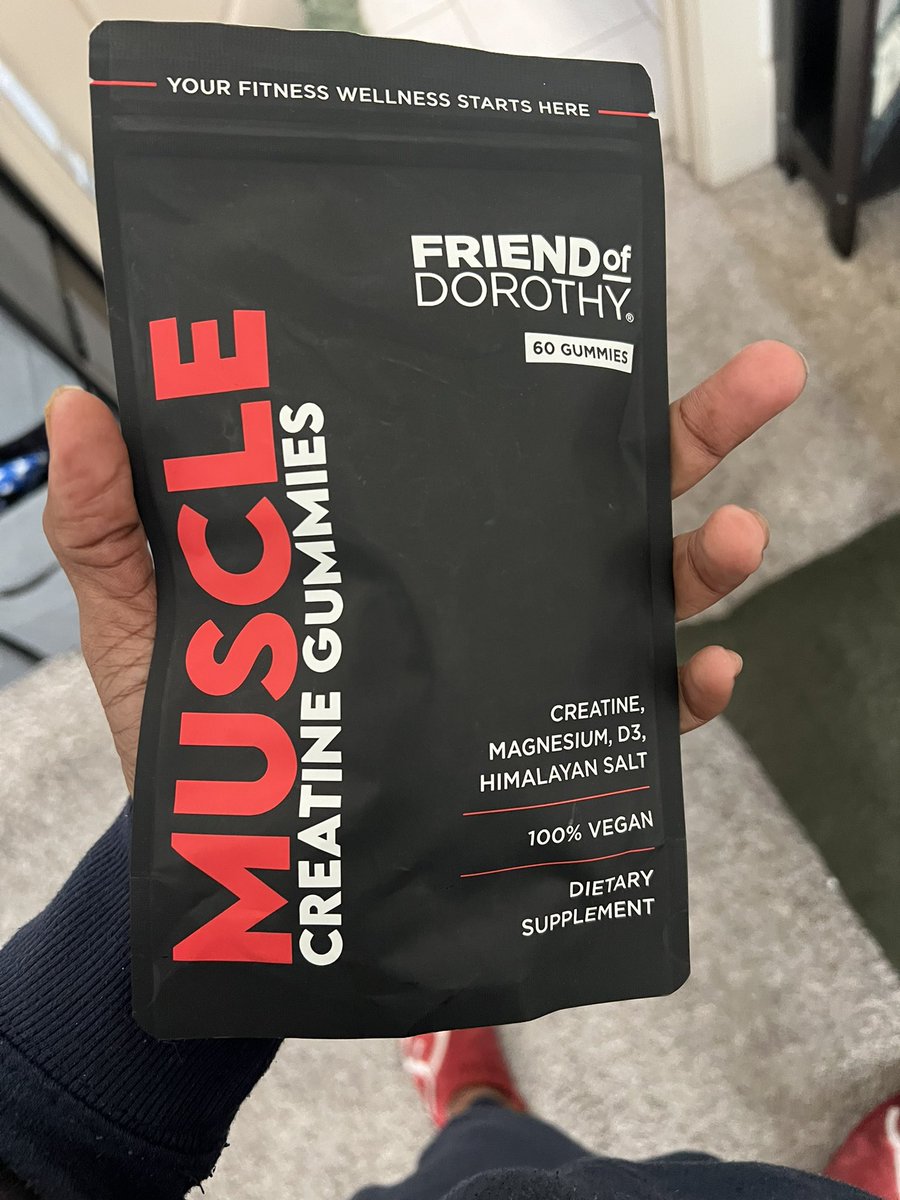 YOUR FITNESS WELLNESS STARTS HERE
FRIEND of
DOROTHY®
60 GUMMIES
MUSCLE
CREATINE GUMMIES
CREATINE,
MAGNESIUM, D3,
HIMALAYAN SALT
100% VEGAN
DIETARY
SUPPLEMENT